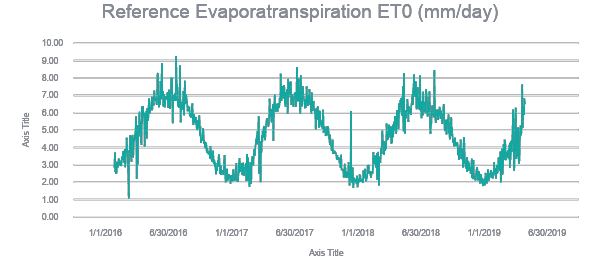 Reference Evaporatranspiration ET0 (mm/day)
10.00
9.00
8.00
7.00
6.00
5.00
4.00
3.00
2.00
1.00
0.00
Axis Title
1/1/2016 6/30/2016 1/1/2017 6/30/2017 1/1/2018 6/30/2018 1/1/2019 6/30/2019
Axis Title